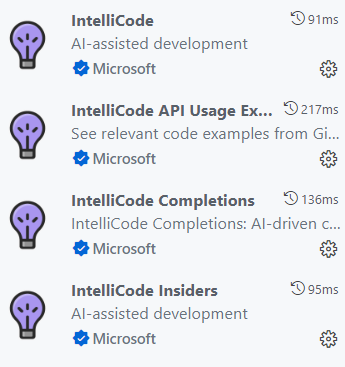 IntelliCode 91ms
AI-assisted development
Microsoft
IntelliCode API Usage Ex... 217ms
See relevant code examples from Gi...
Microsoft
IntelliCode Completions 136ms
IntelliCode Completions: AI-driven c...
Microsoft
IntelliCode Insiders 95ms
AI-assisted development
Microsoft